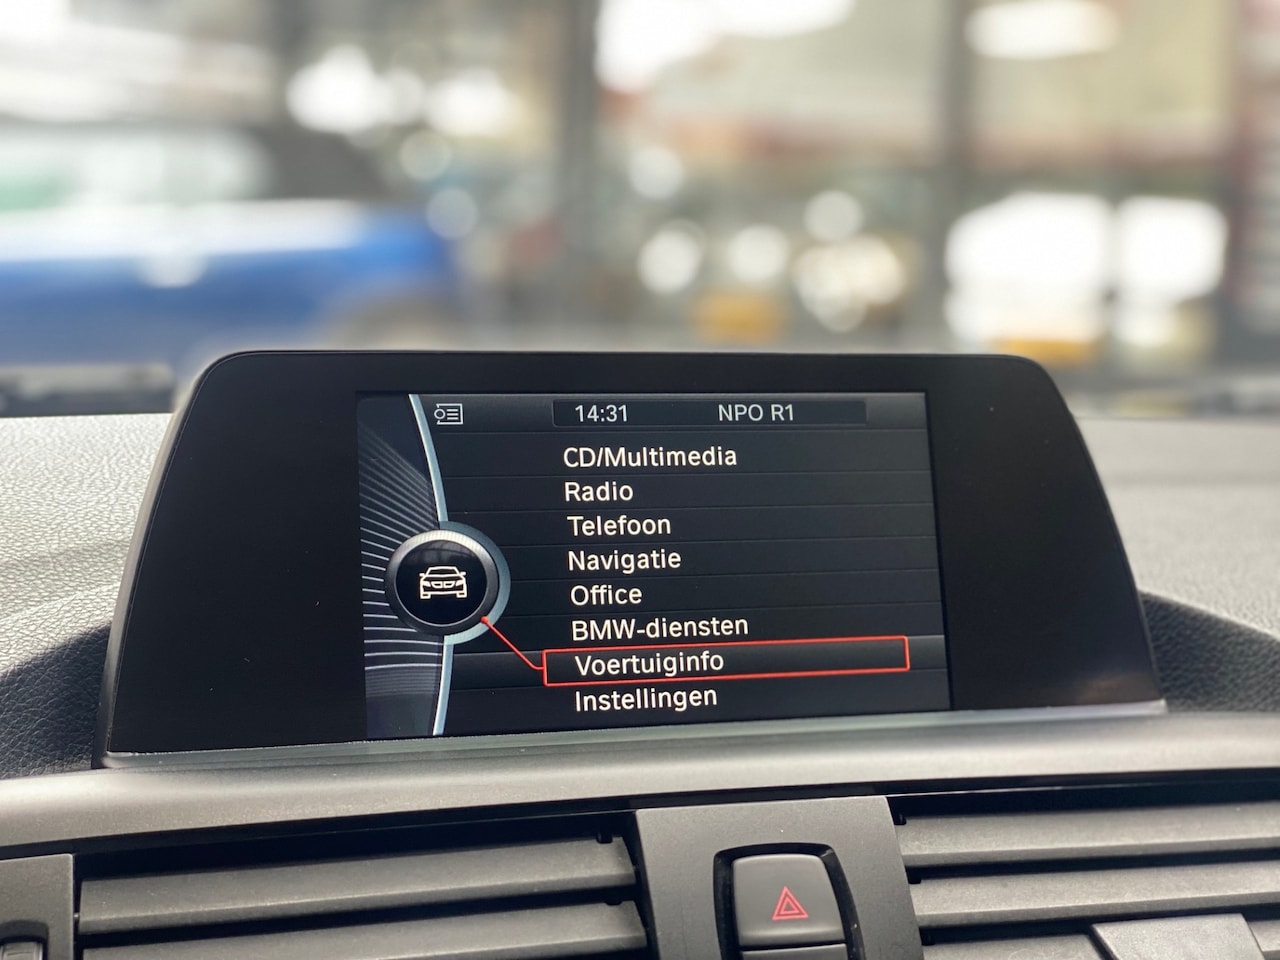 14:31 NPO R1
CD/Multimedia
Radio
Telefoon
Navigatie
Office
BMW-diensten
Voertuiginfo
Instellingen